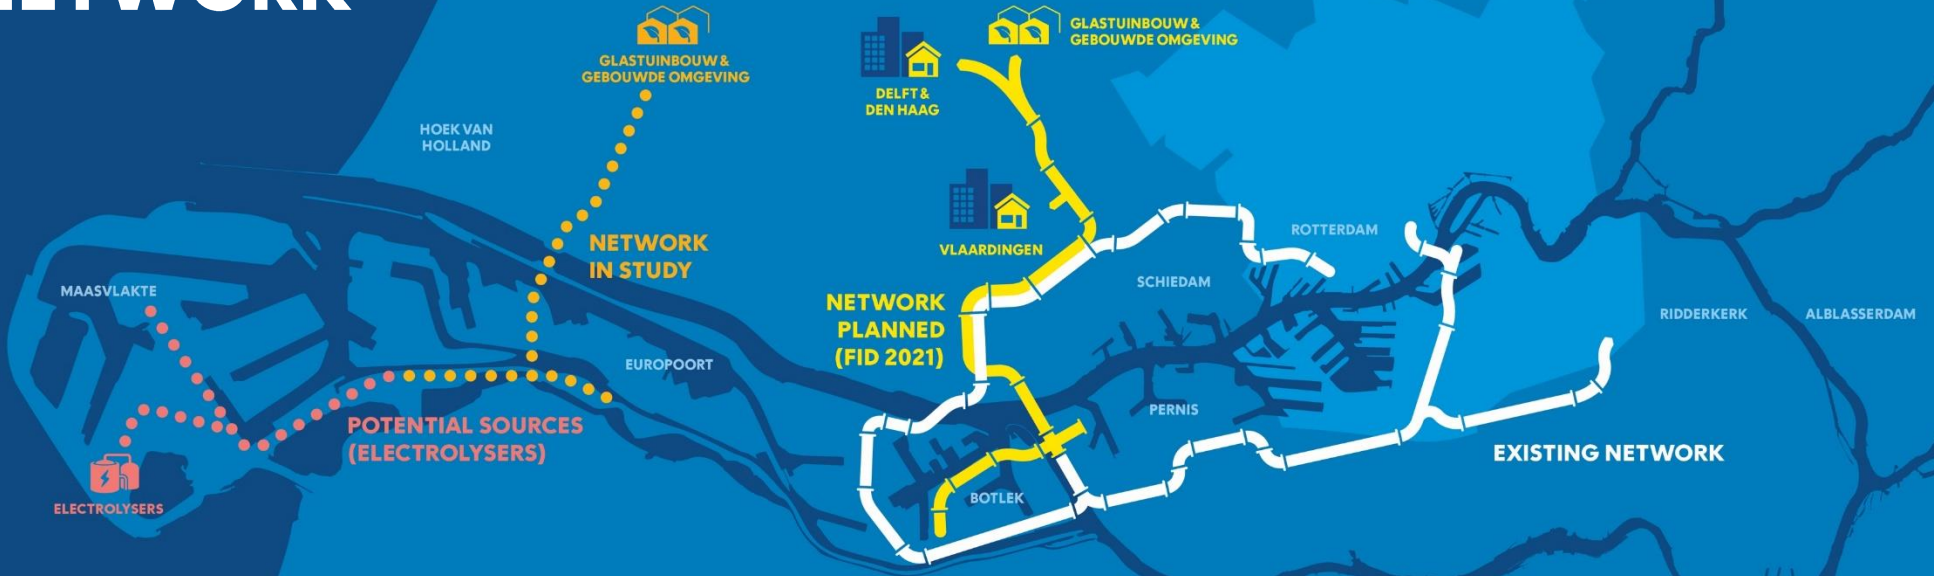 NETWORK
GLASTUINBOUW &
GEBOUWDE OMGEVING
DELFT &
DEN HAAG
GLASTUINBOUW &
GEBOUWDE OMGEVING
HOEK VAN
HOLLAND
VLAARDINGEN
ROTTERDAM
NETWORK
IN STUDY
MAASVLAKTE
SCHIEDAM
NETWORK
PLANNED
(FID 2021)
RIDDERKERK
ALBLASSERDAM
EUROPOORT
PERNIS
POTENTIAL SOURCES
(ELECTROLYSERS)
EXISTING NETWORK
BOTLEK
ELECTROLYSERS